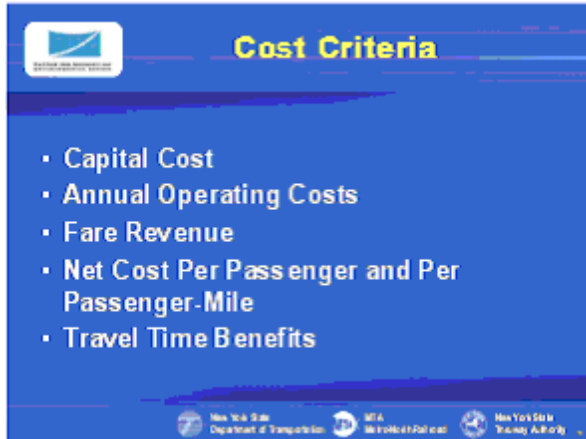 Cost Criteria
▪ Capital Cost
▪ Annual Operating Costs
▪ Fare Revenue
▪ Net Cost Per Passenger and Per
Passenger-Mile
▪ Travel Time Benefits
New York State
Department of Transportation
MTA
Metro-North Railroad
New York State
Thruway Authority